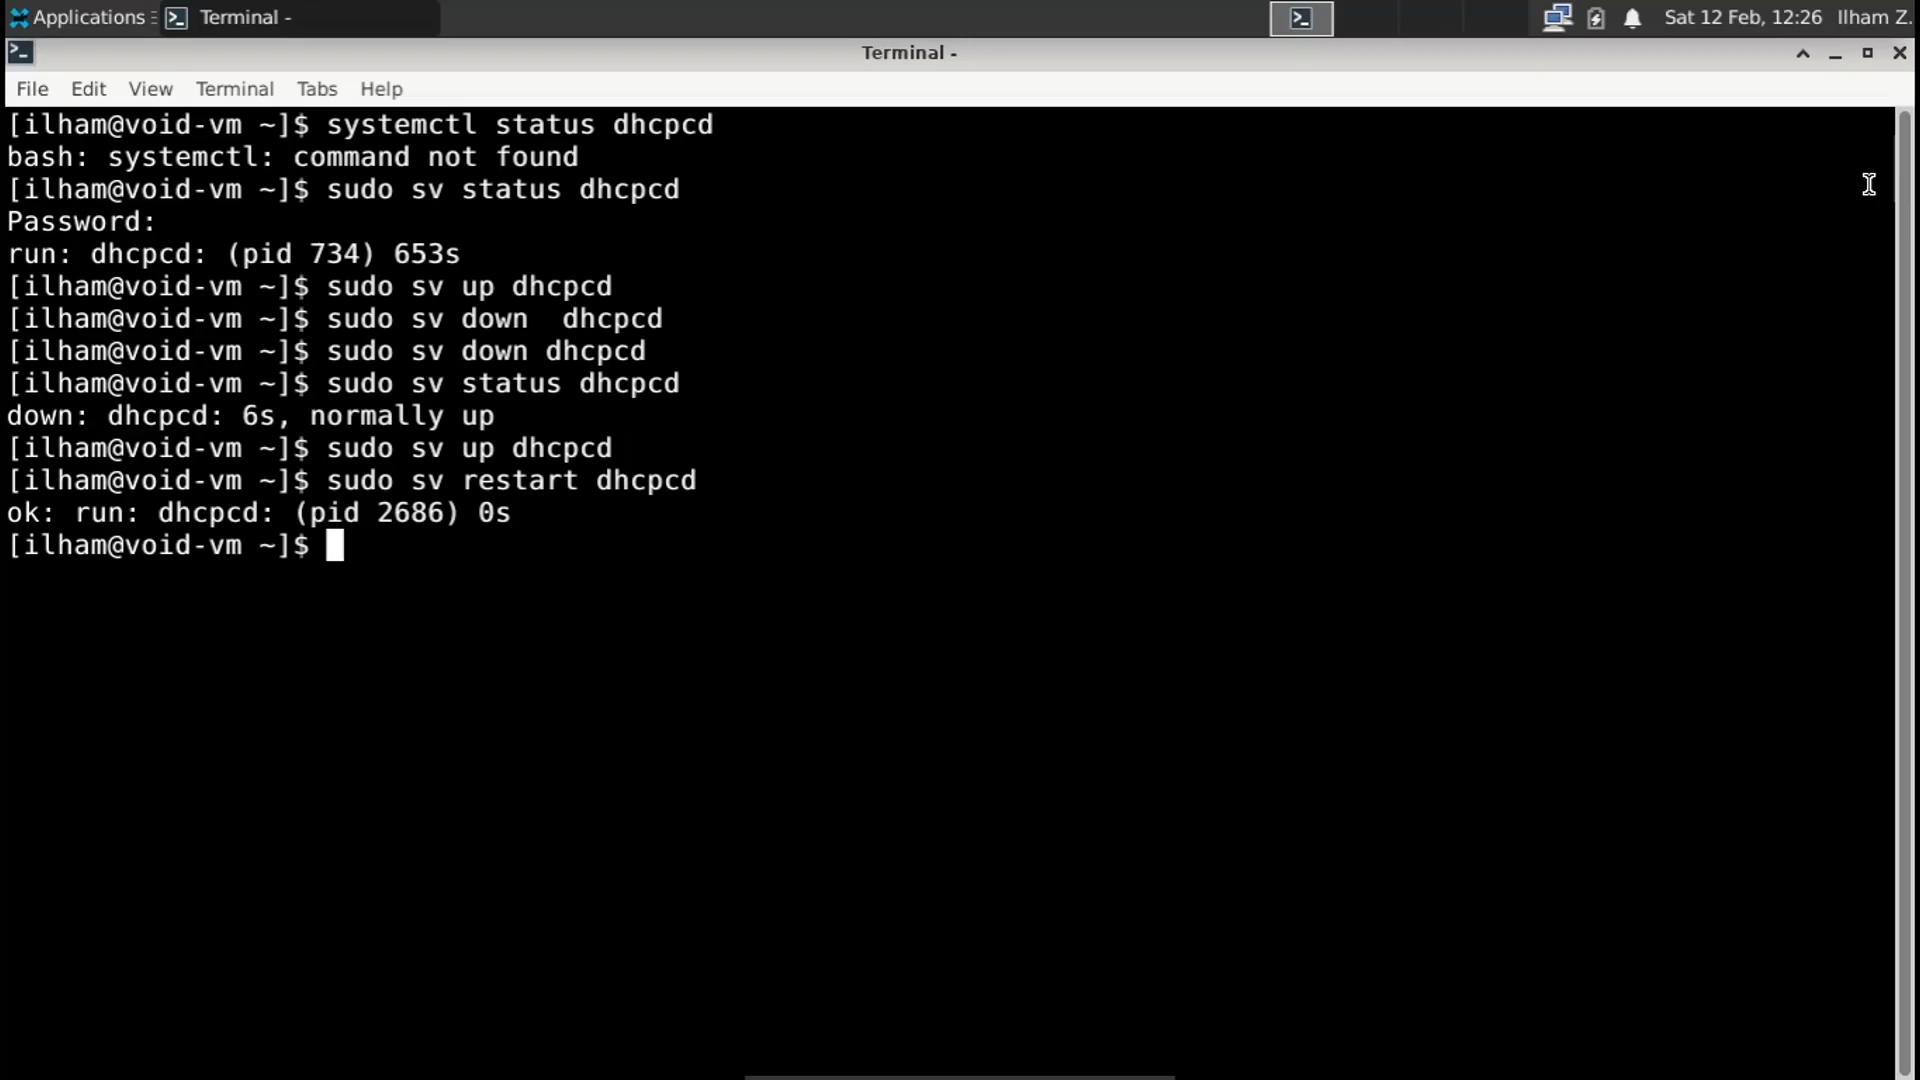 Applications
Terminal -
Sat 12 Feb, 12:26
Ilham Z.
Terminal -
File Edit View Terminal Tabs Help
[ilham@void-vm ~]$ systemctl status dhcpcd
bash: systemctl: command not found
[ilham@void-vm ~]$ sudo sv status dhcpcd
Password:
run: dhcpcd: (pid 734) 653s
[ilham@void-vm ~]$ sudo sv up dhcpcd
[ilham@void-vm ~]$ sudo sv down  dhcpcd
[ilham@void-vm ~]$ sudo sv down dhcpcd
[ilham@void-vm ~]$ sudo sv status dhcpcd
down: dhcpcd: 6s, normally up
[ilham@void-vm ~]$ sudo sv up dhcpcd
[ilham@void-vm ~]$ sudo sv restart dhcpcd
ok: run: dhcpcd: (pid 2686) 0s
[ilham@void-vm ~]$